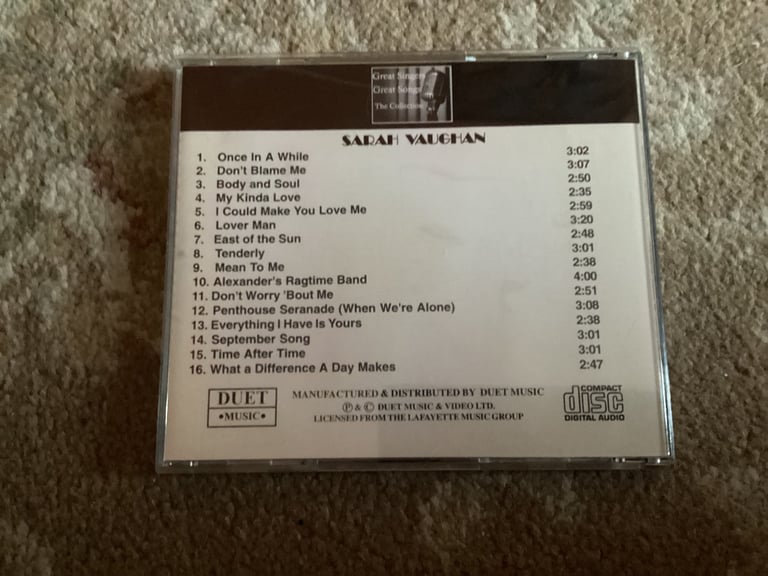 Great Singers
Great Songs
The Collection
SARAH VAUGHAN
1. Once In A While 3:02
2. Don't Blame Me 3:07
3. Body and Soul 2:50
4. My Kinda Love 2:35
5. I Could Make You Love Me 2:59
6. Lover Man 3:20
7. East of the Sun 2:48
8. Tenderly 3:01
9. Mean To Me 2:38
10. Alexander's Ragtime Band 4:00
11. Don't Worry 'Bout Me 2:51
12. Penthouse Seranade (When We're Alone) 3:08
13. Everything I Have Is Yours 2:38
14. September Song 3:01
15. Time After Time 3:01
16. What a Difference A Day Makes 2:47
DUET
•MUSIC•
MANUFACTURED & DISTRIBUTED BY DUET MUSIC
℗ & © DUET MUSIC & VIDEO LTD.
LICENSED FROM THE LAFAYETTE MUSIC GROUP
COMPACT
disc
DIGITAL AUDIO